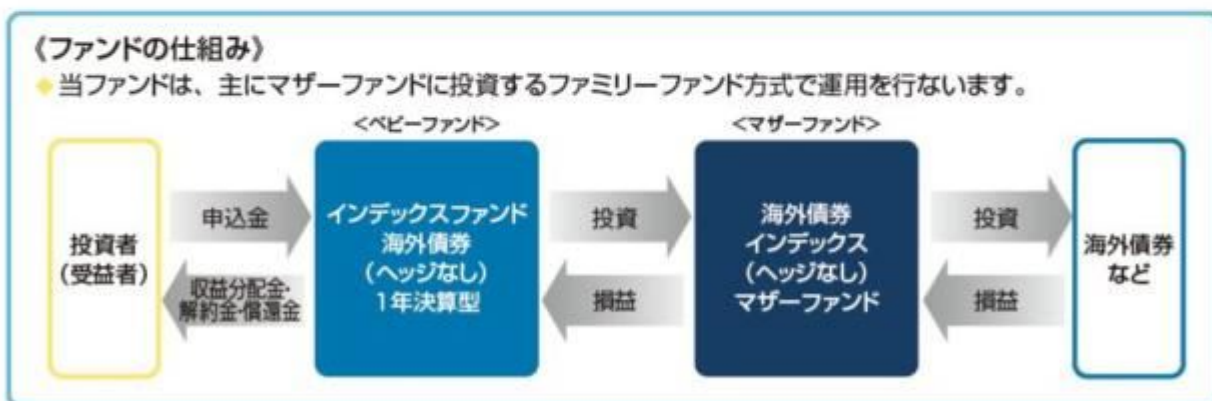 《ファンドの仕組み》
◆当ファンドは、主にマザーファンドに投資するファミリーファンド方式で運用を行ないます。
<ベビーファンド>
<マザーファンド>
投資者
(受益者)
申込金
収益分配金・
解約金・償還金
インデックスファンド
海外債券
(ヘッジなし)
1年決算型
投資
損益
海外債券
インデックス
(ヘッジなし)
マザーファンド
投資
損益
海外債券
など